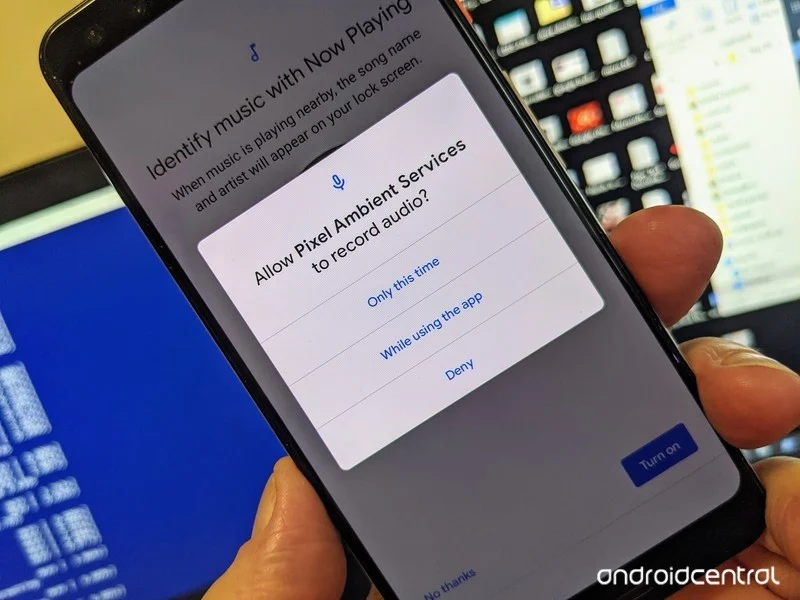 Identify music with Now Playing
When music is playing nearby, the song name
and artist will appear on your lock screen.
Allow Pixel Ambient Services
to record audio?
Only this time
While using the app
Deny
Turn on
No thanks
androidcentral